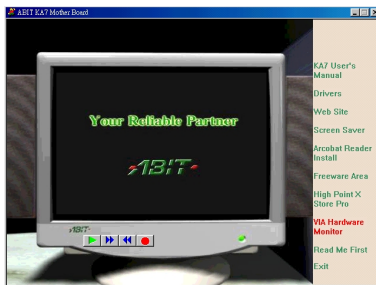 ABIT KA7 Mother Board
Your Reliable Partner
ABIT
ABIT
KA7 User's
Manual
Drivers
Web Site
Screen Saver
Arcobat Reader
Install
Freeware Area
High Point X
Store Pro
VIA Hardware
Monitor
Read Me First
Exit